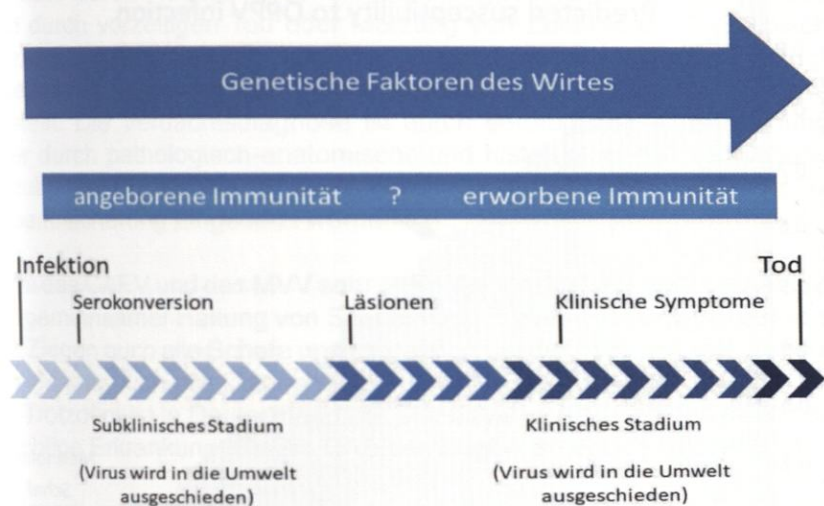 Genetische Faktoren des Wirtes
angeborene Immunität ? erworbene Immunität
Infektion
Tod
Serokonversion
Läsionen
Klinische Symptome
Subklinisches Stadium
Klinisches Stadium
(Virus wird in die Umwelt
ausgeschieden)
(Virus wird in die Umwelt
ausgeschieden)